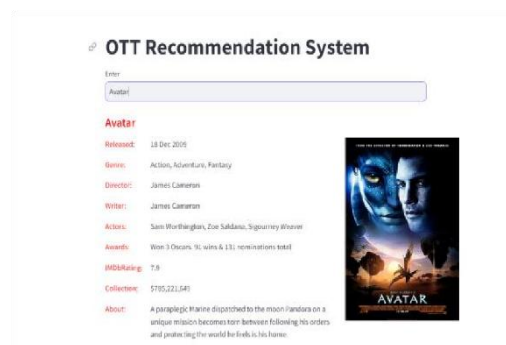 OTT Recommendation System
Enter
Avatar
Avatar
Released: 18 Dec 2009
Genre: Action, Adventure, Fantasy
Director: James Cameron
Writer: James Cameron
Actors: Sam Worthington, Zoe Saldana, Sigourney Weaver
Awards: Won 3 Oscars. 91 wins & 131 nominations total
IMDbRating: 7.9
Collection: $785,221,649
About: A paraplegic Marine dispatched to the moon Pandora on a
unique mission becomes torn between following his orders
and protecting the world he feels is his home.
AVATAR